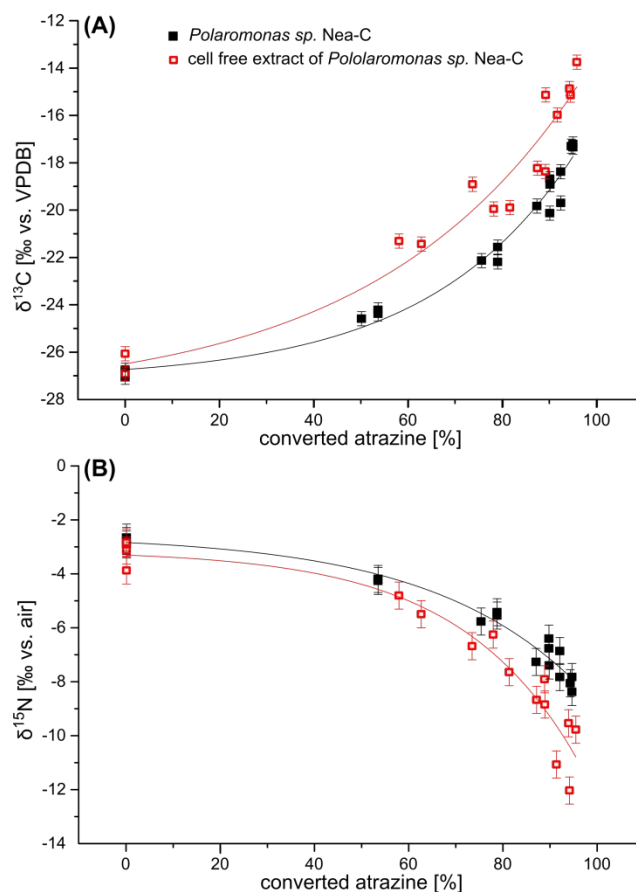 (A)
Polaromonas sp. Nea-C
cell free extract of Pololaromonas sp. Nea-C
-12
-14
-16
-18
-20
-22
-24
-26
-28
δ¹³C [‰ vs. VPDB]
0 20 40 60 80 100
converted atrazine [%]
(B)
0
-2
-4
-6
-8
-10
-12
-14
δ¹⁵N [‰ vs. air]
0 20 40 60 80 100
converted atrazine [%]